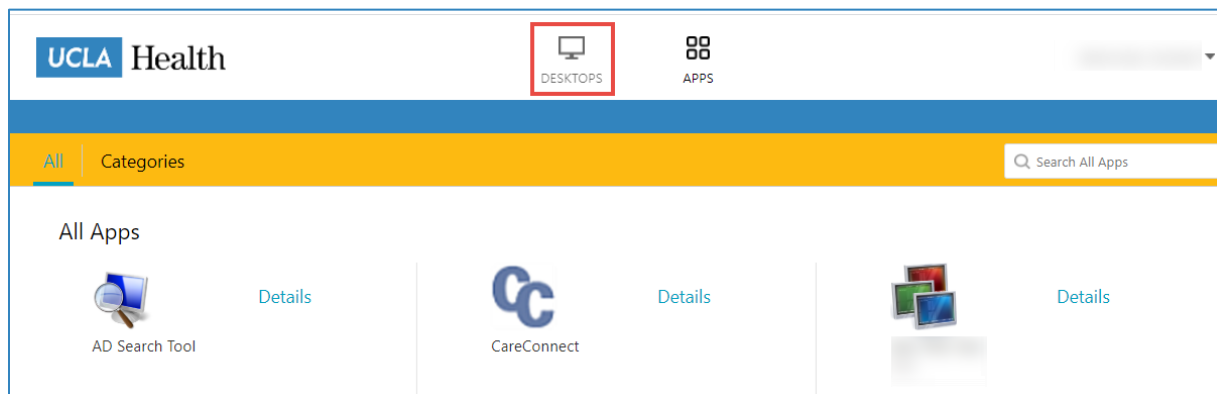 UCLA Health
DESKTOPS
APPS
All
Categories
Search All Apps
All Apps
Details
Details
Details
AD Search Tool
CareConnect